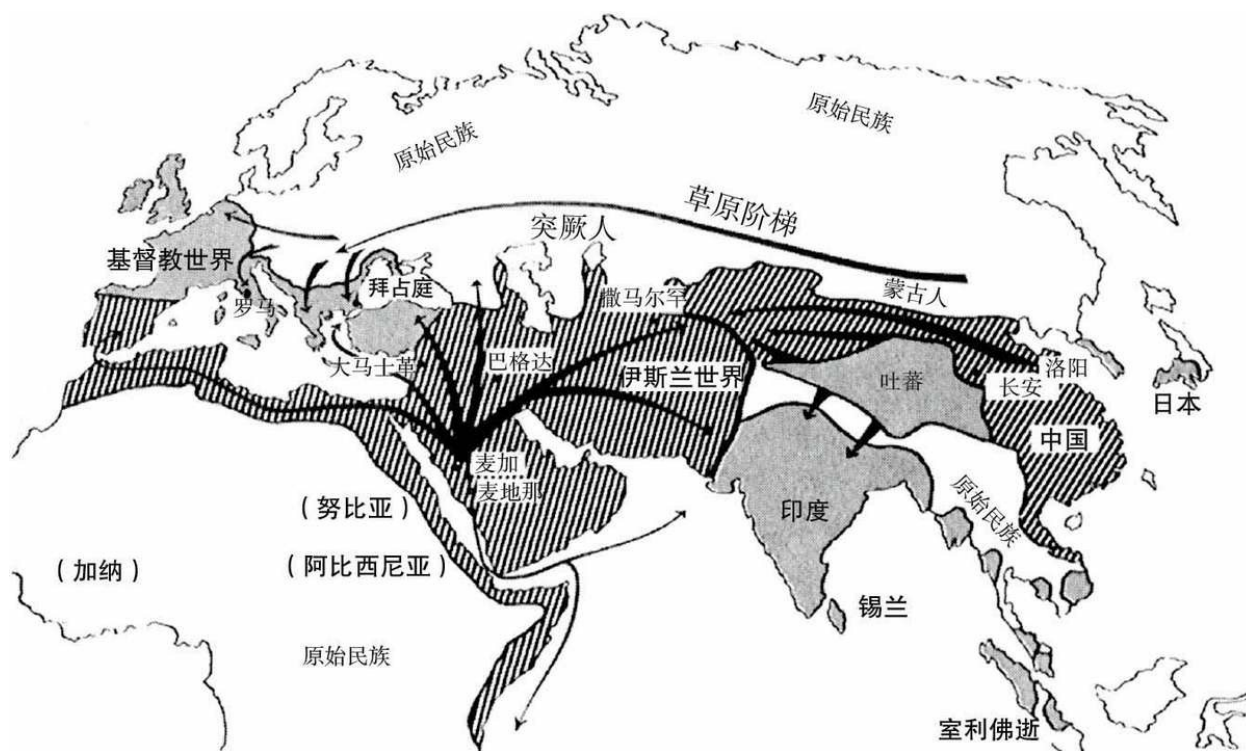 原始民族
原始民族
草原阶梯
突厥人
基督教世界
拜占庭
罗马
撒马尔罕
蒙古人
大马士革
巴格达
伊斯兰世界
吐蕃
洛阳
长安
日本
中国
麦加
麦地那
(努比亚)
印度
原始民族
(加纳)
(阿比西尼亚)
锡兰
原始民族
室利佛逝